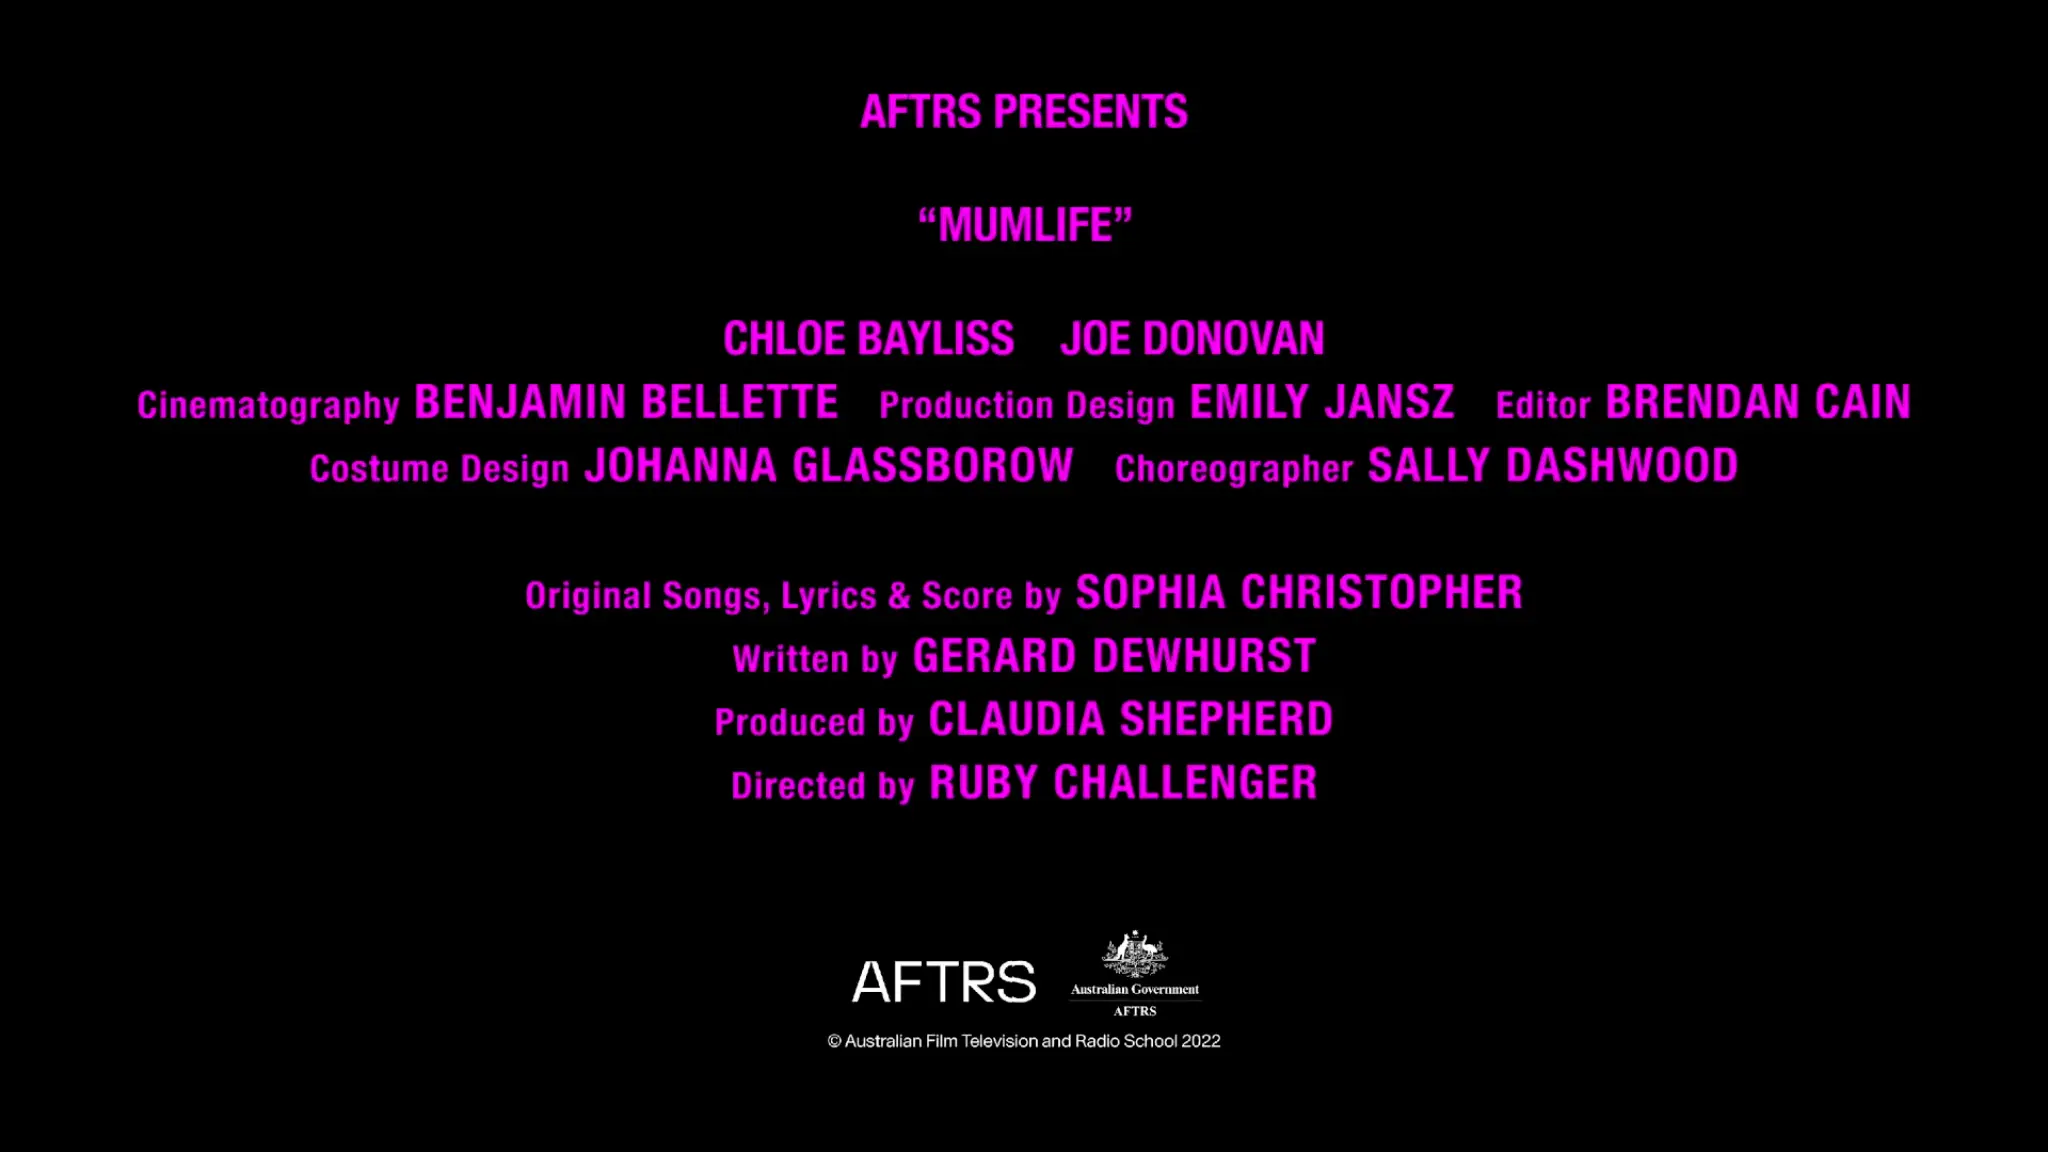 AFTRS PRESENTS
“MUMLIFE”
CHLOE BAYLISS JOE DONOVAN
Cinematography BENJAMIN BELLETTE Production Design EMILY JANSZ Editor BRENDAN CAIN
Costume Design JOHANNA GLASSBOROW Choreographer SALLY DASHWOOD
Original Songs, Lyrics & Score by SOPHIA CHRISTOPHER
Written by GERARD DEWHURST
Produced by CLAUDIA SHEPHERD
Directed by RUBY CHALLENGER
AFTRS
Australian Government
AFTRS
© Australian Film Television and Radio School 2022